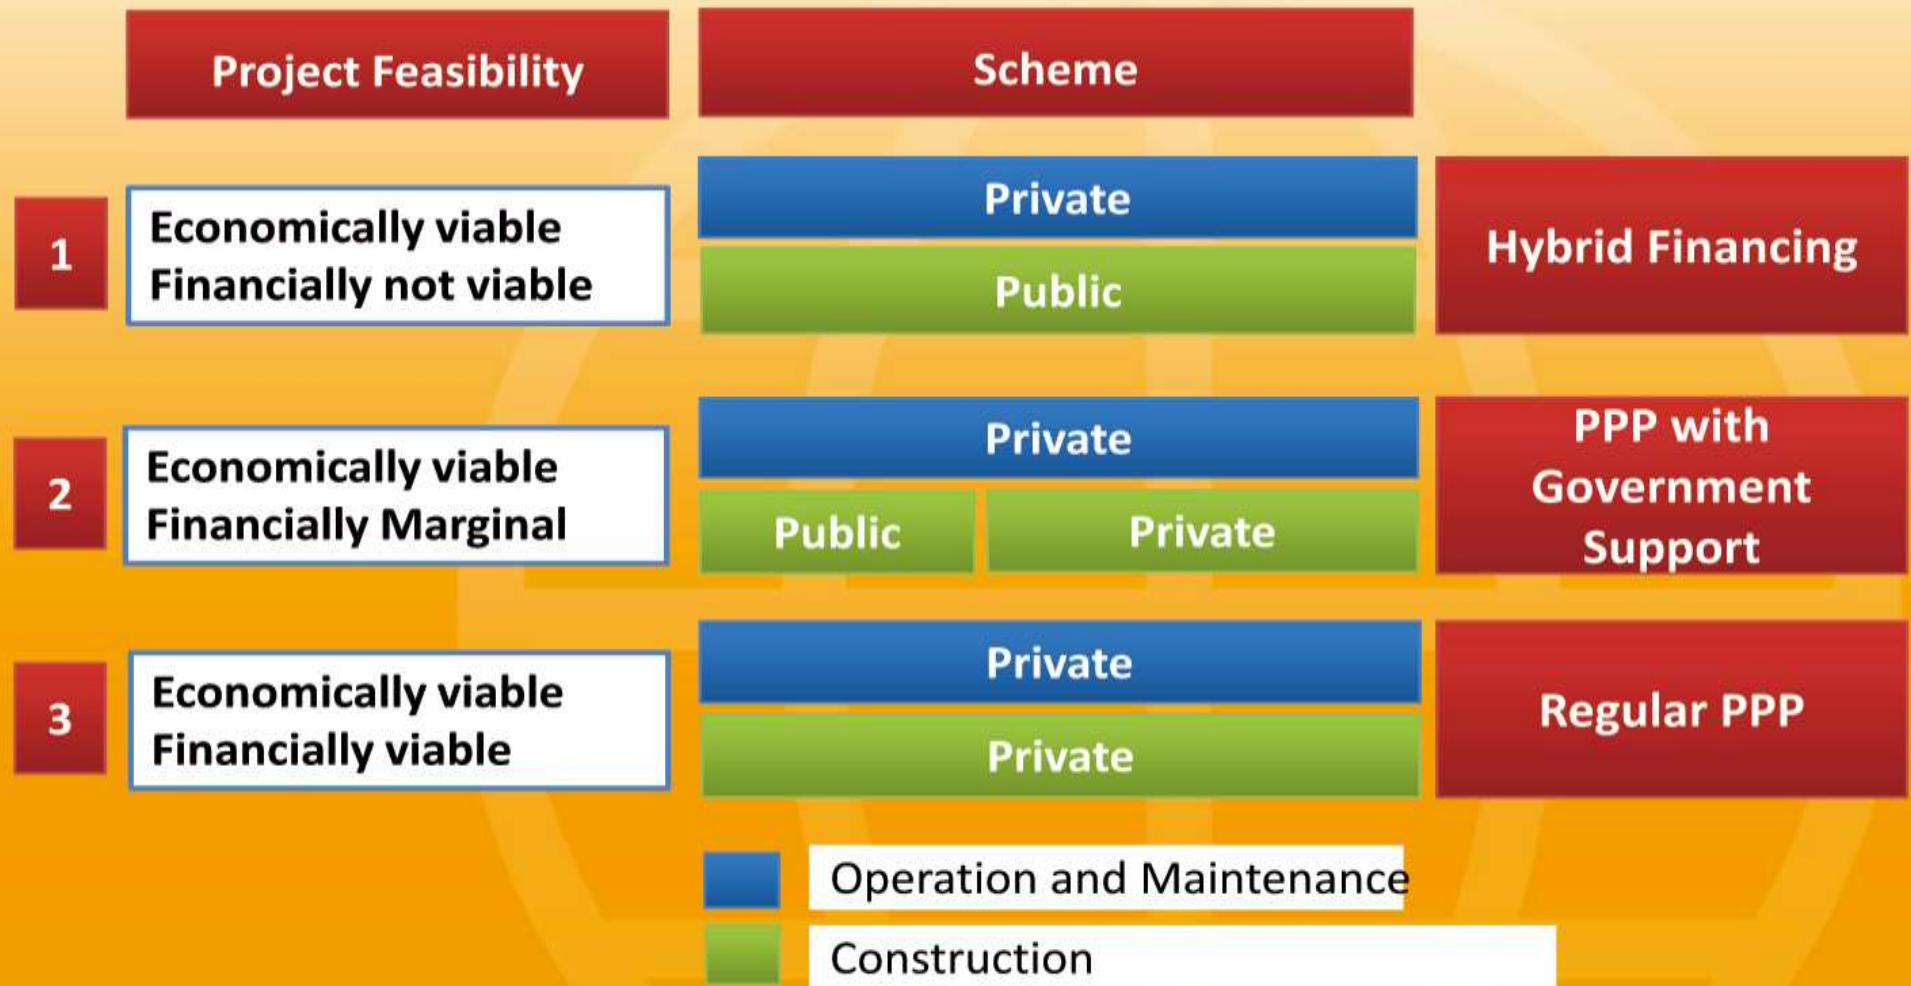 Project Feasibility
Scheme
1
Economically viable
Financially not viable
Private
Public
Hybrid Financing
2
Economically viable
Financially Marginal
Private
Public
Private
PPP with
Government
Support
3
Economically viable
Financially viable
Private
Private
Regular PPP
Operation and Maintenance
Construction